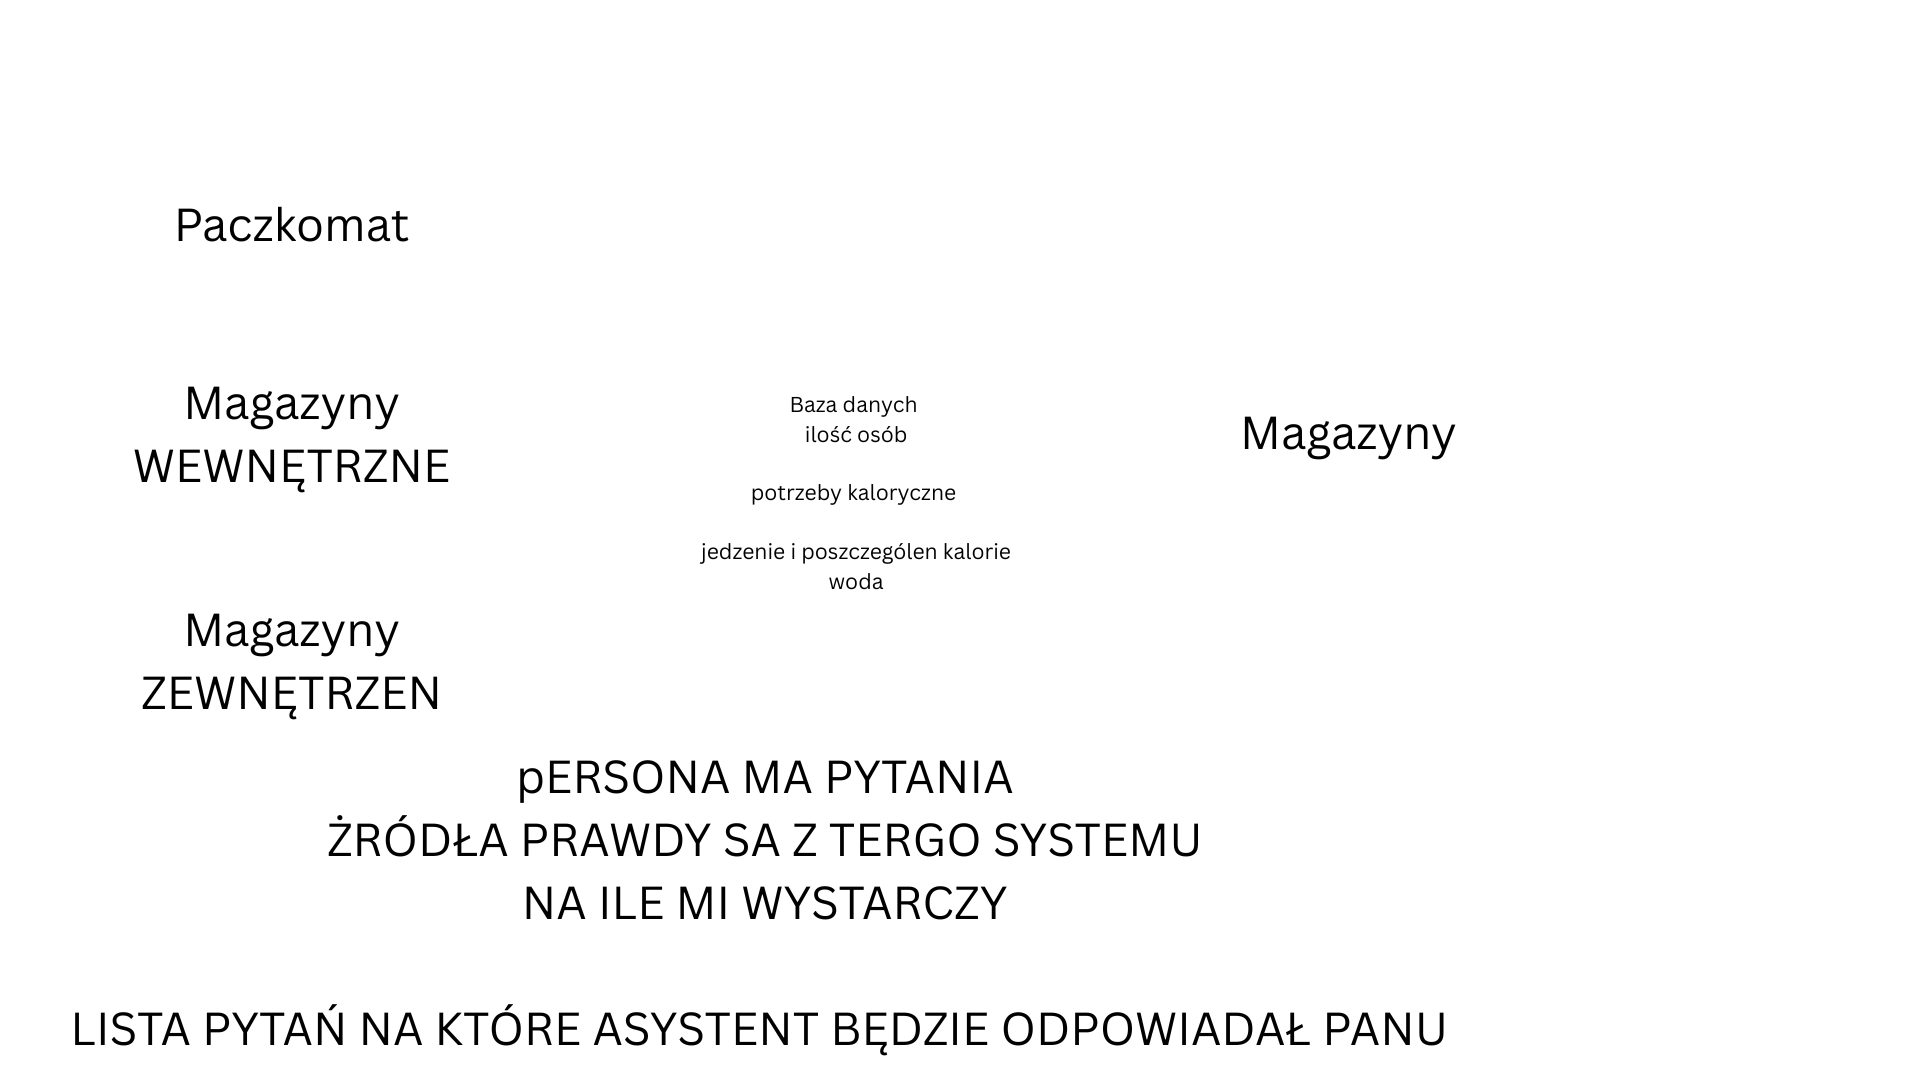 Paczkomat
Magazyny
WEWNĘTRZNE
Baza danych
ilość osób
potrzeby kaloryczne
jedzenie i poszczególen kalorie
woda
Magazyny
Magazyny
ZEWNĘTRZEN
pERSONA MA PYTANIA
ŻRÓDŁA PRAWDY SA Z TERGO SYSTEMU
NA ILE MI WYSTARCZY
LISTA PYTAŃ NA KTÓRE ASYSTENT BĘDZIE ODPOWIADAŁ PANU